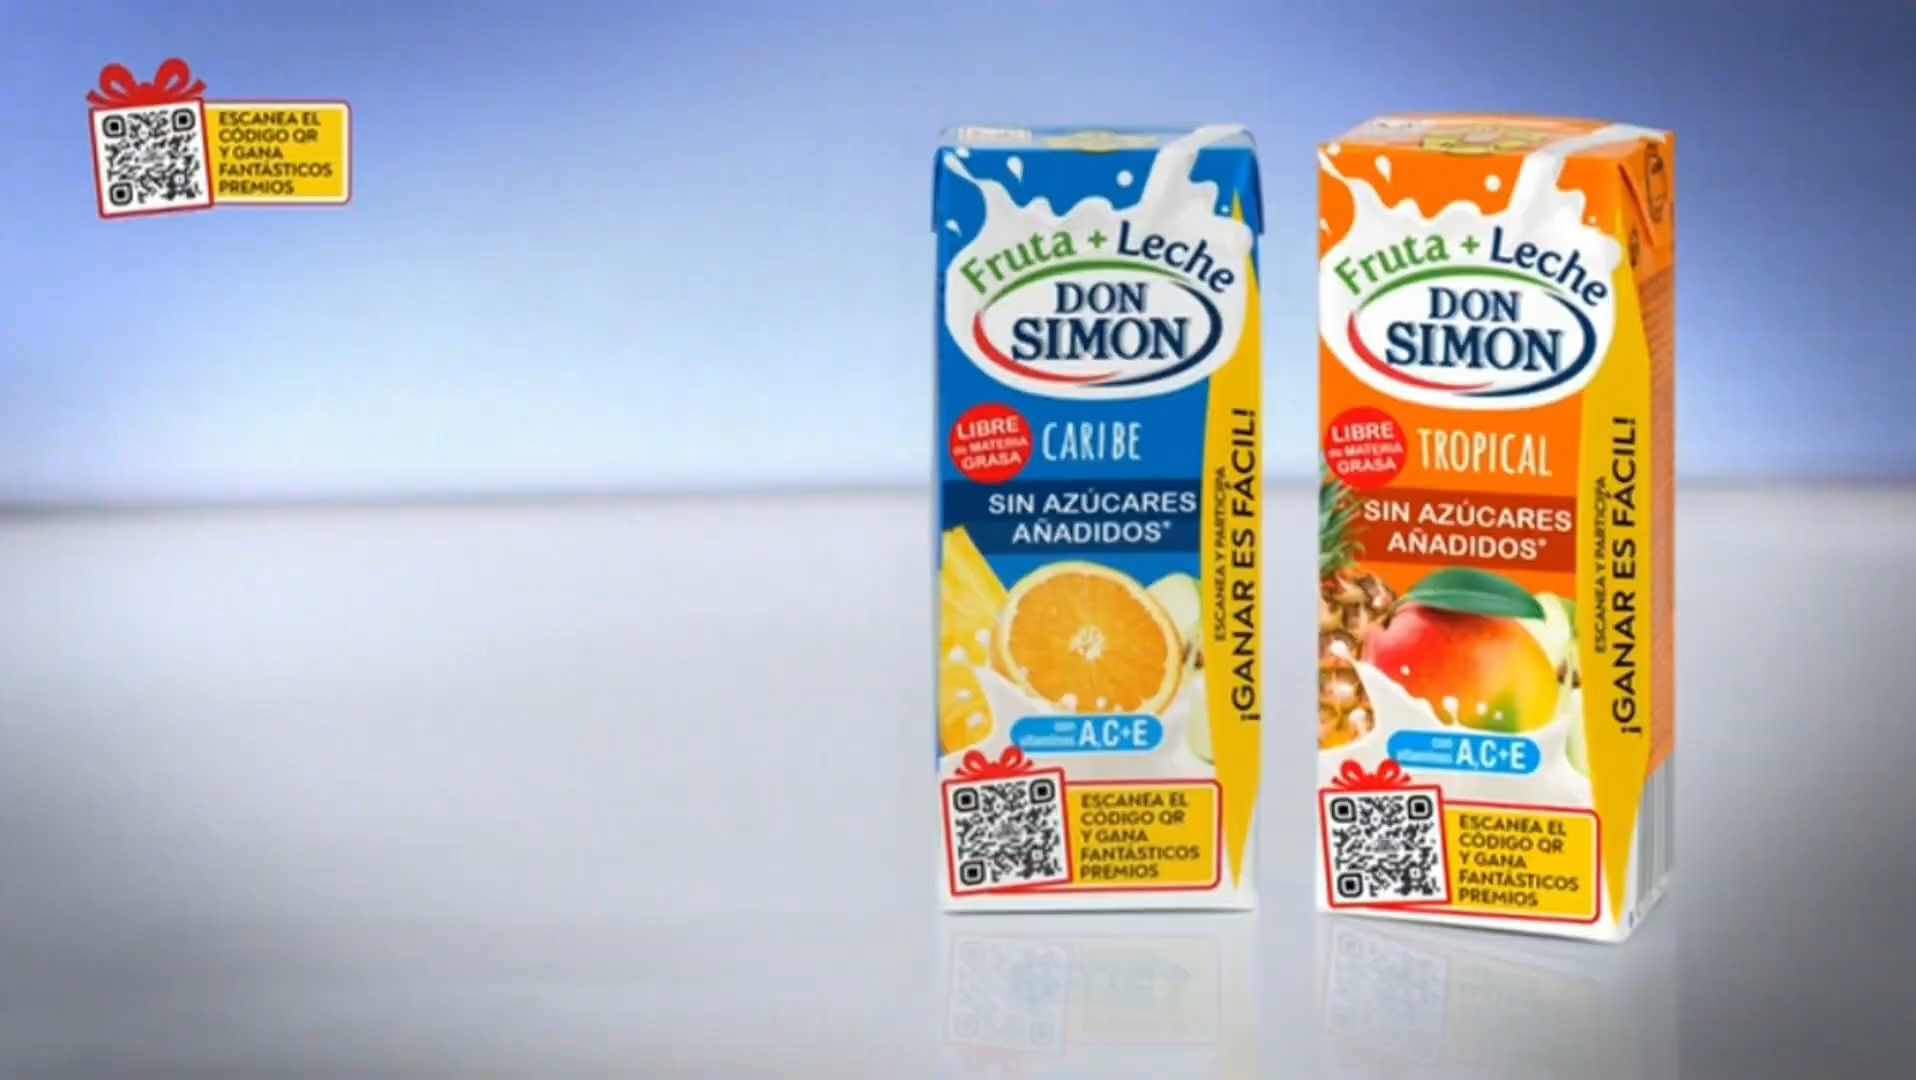 ESCANEA EL
CÓDIGO QR
Y GANA
FANTÁSTICOS
PREMIOS
Fruta + Leche
DON
SIMON
LIBRE
de MATERIA
GRASA
CARIBE
SIN AZÚCARES
AÑADIDOS*
ESCANEA Y PARTICIPA
¡GANAR ES FÁCIL!
con
vitaminas A,C+E
ESCANEA EL
CÓDIGO QR
Y GANA
FANTÁSTICOS
PREMIOS
Fruta + Leche
DON
SIMON
LIBRE
de MATERIA
GRASA
TROPICAL
SIN AZÚCARES
AÑADIDOS*
ESCANEA Y PARTICIPA
¡GANAR ES FÁCIL!
con
vitaminas A,C+E
ESCANEA EL
CÓDIGO QR
Y GANA
FANTÁSTICOS
PREMIOS